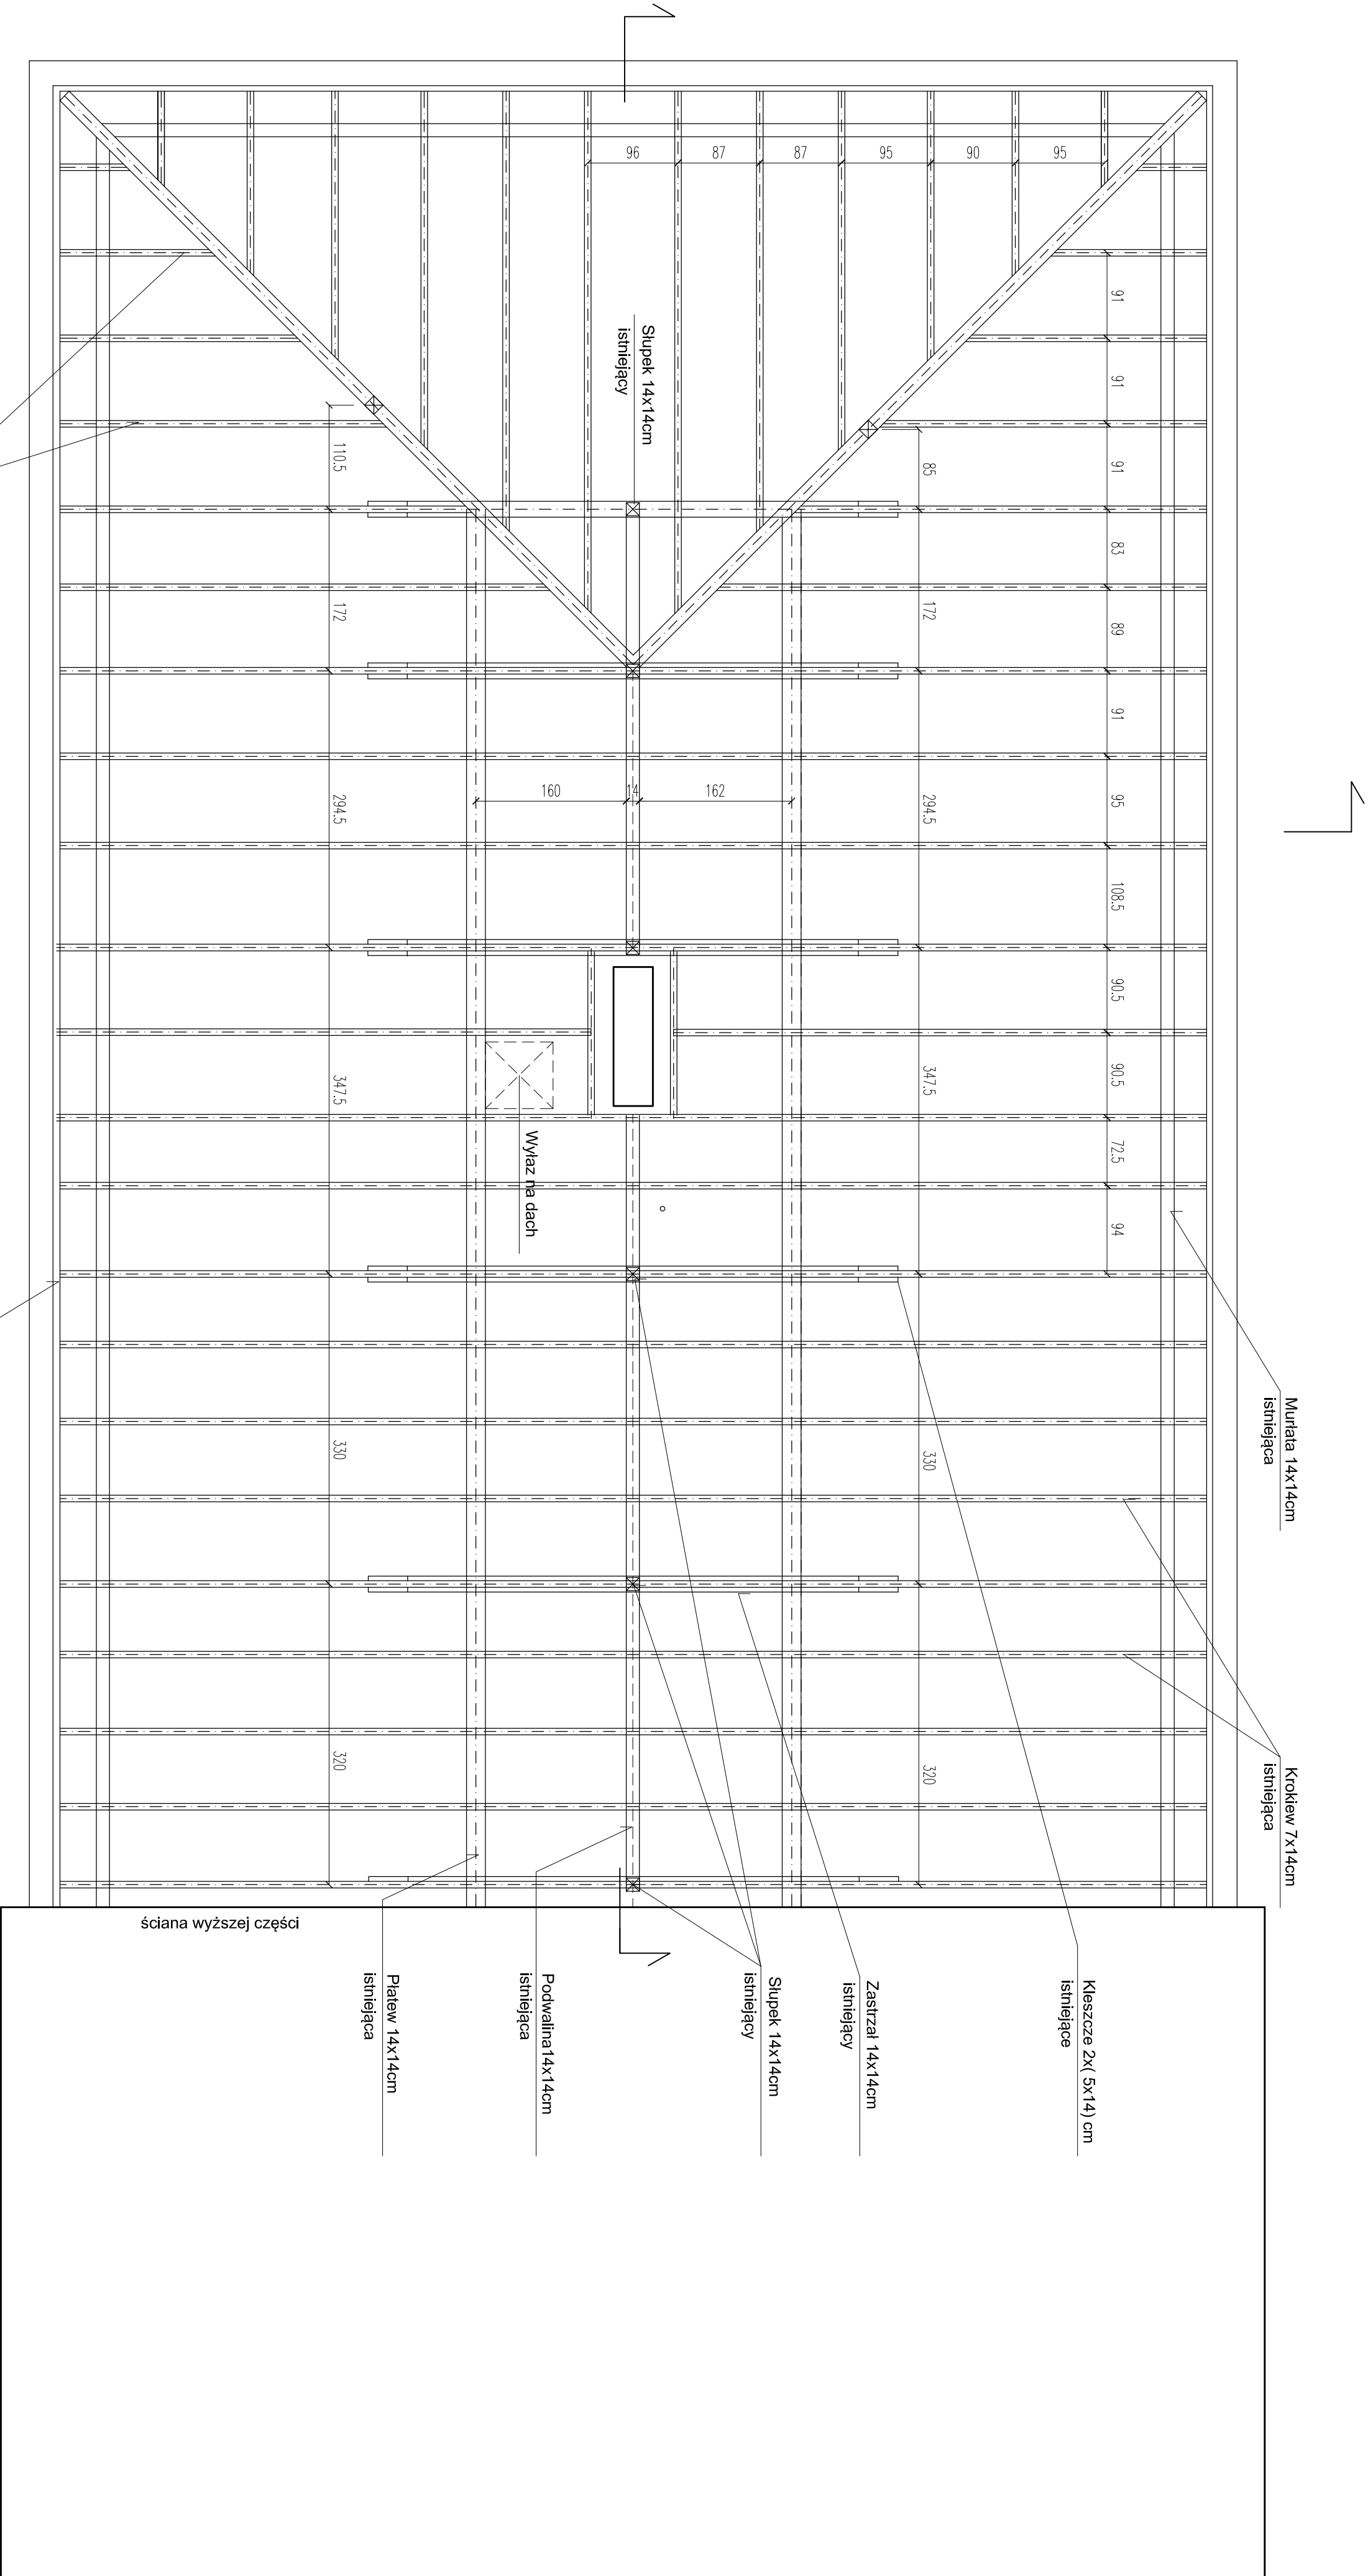 96
87
87
95
90
95
Słupek 14x14cm
istniejący
91
91
91
83
89
91
95
108.5
90.5
90.5
72.5
94
85
172
294.5
347.5
330
320
110.5
172
294.5
347.5
330
320
160
14
162
Wyłaz na dach
Murłata 14x14cm
istniejąca
Krokiew 7x14cm
istniejąca
Kleszcze 2x( 5x14) cm
istniejące
Zastrzał 14x14cm
istniejący
Słupek 14x14cm
istniejący
Podwalina14x14cm
istniejąca
Płatew 14x14cm
istniejąca
ściana wyższej części